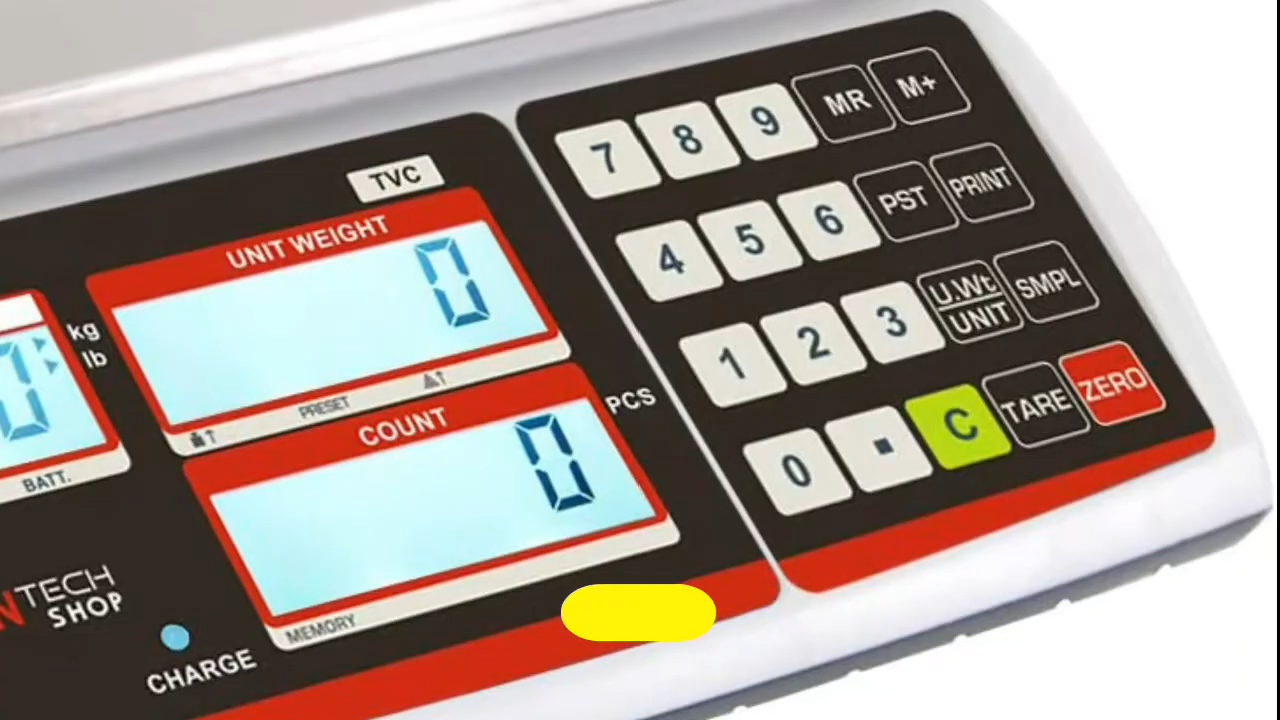 TVC
UNIT WEIGHT
0
PRESET
kg
lb
0
BATT.
COUNT
0
PCS
MEMORY
TECH
SHOP
CHARGE
7 8 9 MR M+
4 5 6 PST PRINT
1 2 3 U.Wt UNIT SMPL
0 . C TARE ZERO